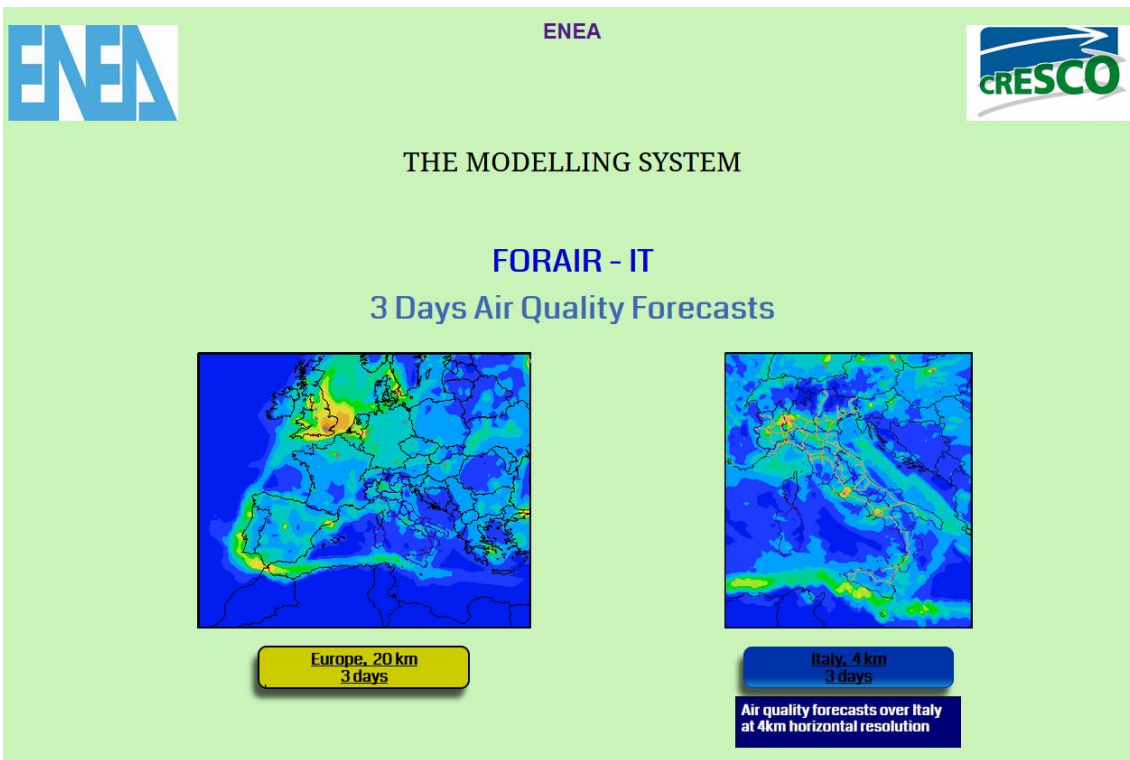 ENEA
ENEA
CRESCO
THE MODELLING SYSTEM
FORAIR - IT
3 Days Air Quality Forecasts
Europe, 20 km
3 days
Italy, 4 km
3 days
Air quality forecasts over Italy
at 4km horizontal resolution